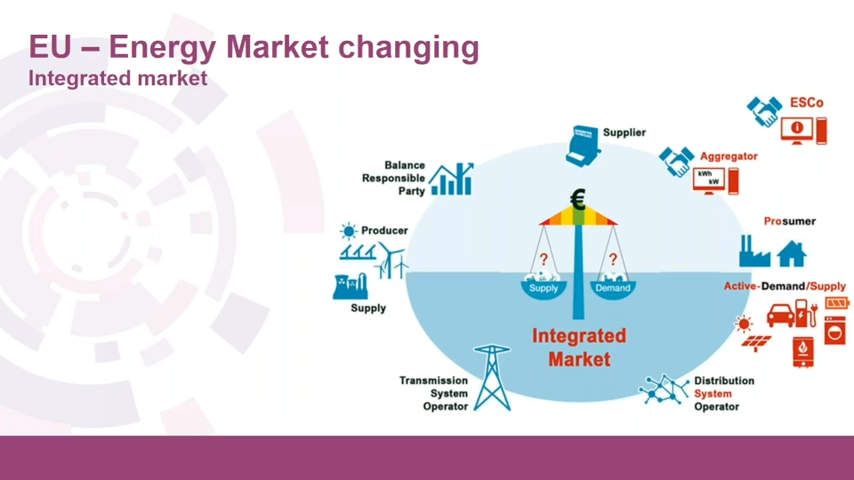 EU – Energy Market changing
Integrated market
ESCo
Supplier
Aggregator
kWh
kW
Balance
Responsible
Party
€
Prosumer
Producer
?
?
Supply
Demand
Active-Demand/Supply
Supply
Integrated
Market
Transmission
System
Operator
Distribution
System
Operator